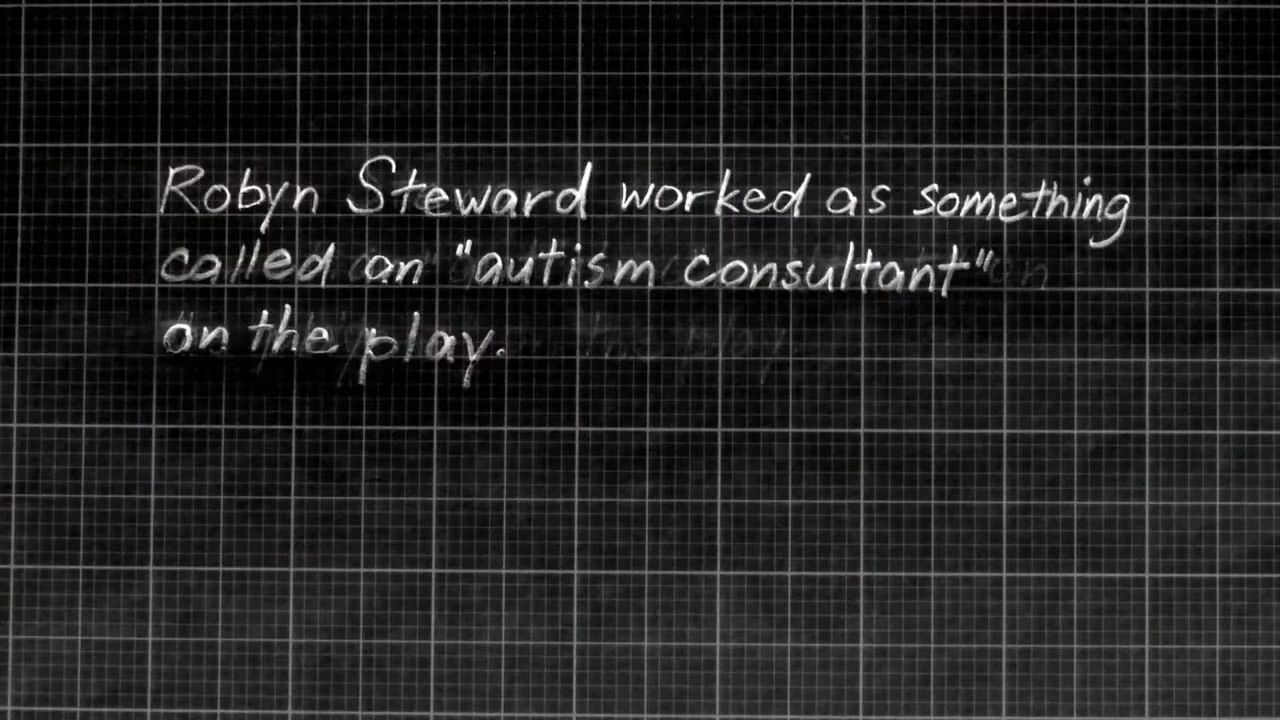 Robyn Steward worked as something
called an "autism consultant"
on the play.